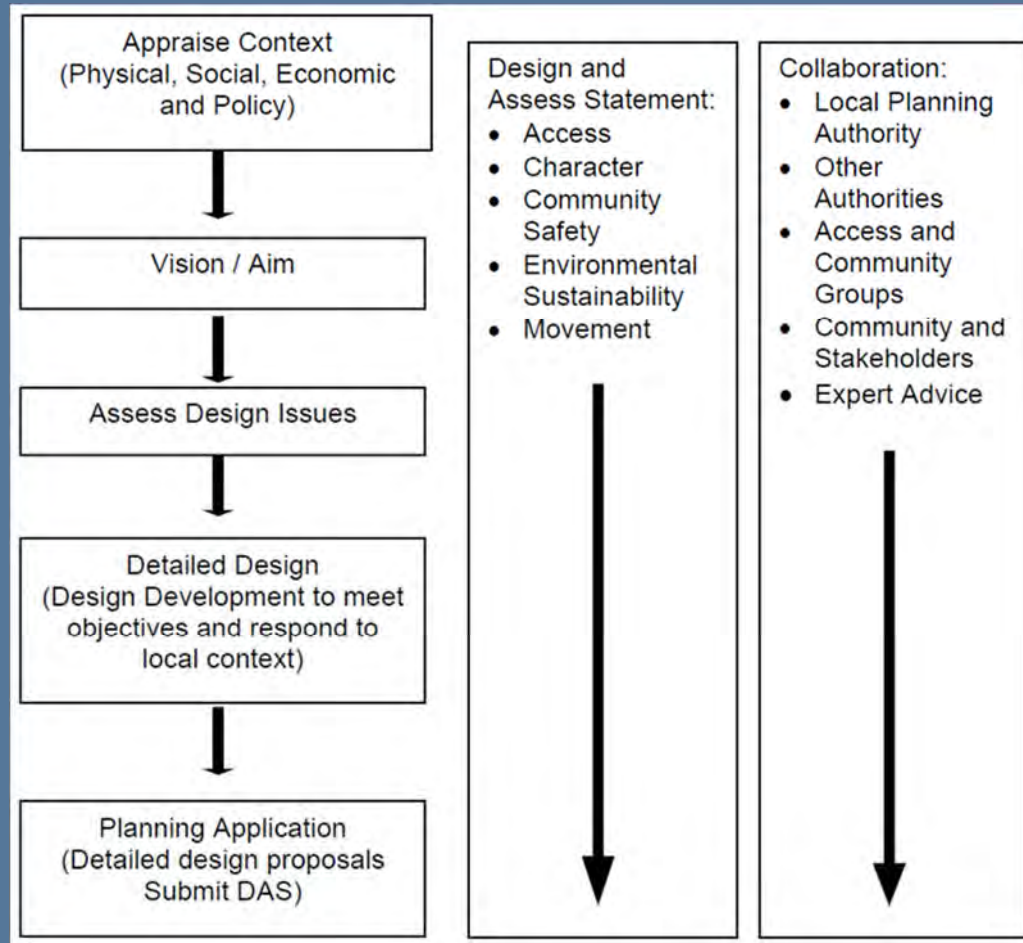 Appraise Context
(Physical, Social, Economic
and Policy)
Vision / Aim
Assess Design Issues
Detailed Design
(Design Development to meet
objectives and respond to
local context)
Planning Application
(Detailed design proposals
Submit DAS)
Design and
Assess Statement:
• Access
• Character
• Community
Safety
• Environmental
Sustainability
• Movement
Collaboration:
• Local Planning
Authority
• Other
Authorities
• Access and
Community
Groups
• Community and
Stakeholders
• Expert Advice